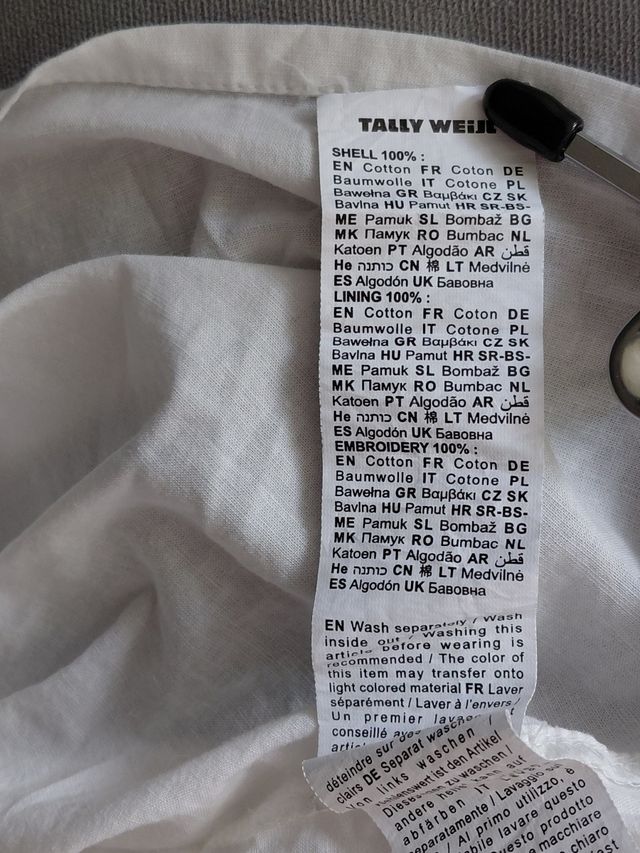 TALLY WEiJL
SHELL 100% :
EN Cotton FR Coton DE
Baumwolle IT Cotone PL
Bawełna GR Βαμβάκι CZ SK
Bavlna HU Pamut HR SR-BS-
ME Pamuk SL Bombaž BG
MK Памук RO Bumbac NL
Katoen PT Algodão AR قطن
He כותנה CN 棉 LT Medvilnė
ES Algodón UK Бавовна
LINING 100% :
EN Cotton FR Coton DE
Baumwolle IT Cotone PL
Bawełna GR Βαμβάκι CZ SK
Bavlna HU Pamut HR SR-BS-
ME Pamuk SL Bombaž BG
MK Памук RO Bumbac NL
Katoen PT Algodão AR قطن
He כותנה CN 棉 LT Medvilnė
ES Algodón UK Бавовна
EMBROIDERY 100% :
EN Cotton FR Coton DE
Baumwolle IT Cotone PL
Bawełna GR Βαμβάκι CZ SK
Bavlna HU Pamut HR SR-BS-
ME Pamuk SL Bombaž BG
MK Памук RO Bumbac NL
Katoen PT Algodão AR قطن
He כותנה CN 棉 LT Medvilnė
ES Algodón UK Бавовна
EN Wash separately / Wash
inside out / Washing this
article before wearing is
recommended / The color of
this item may transfer onto
light colored material FR Laver
séparément / Laver à l'envers /
Un premier
conseillé
déteindre sur
clairs DE Separat waschen /
links waschen /
ist den Artikel
zu waschen /
andere kann auf
abfärben IT
separatamente / Lavaggio
/ Al primo utilizzo, è
lavare questo
questo prodotto
macchiare
chiaro